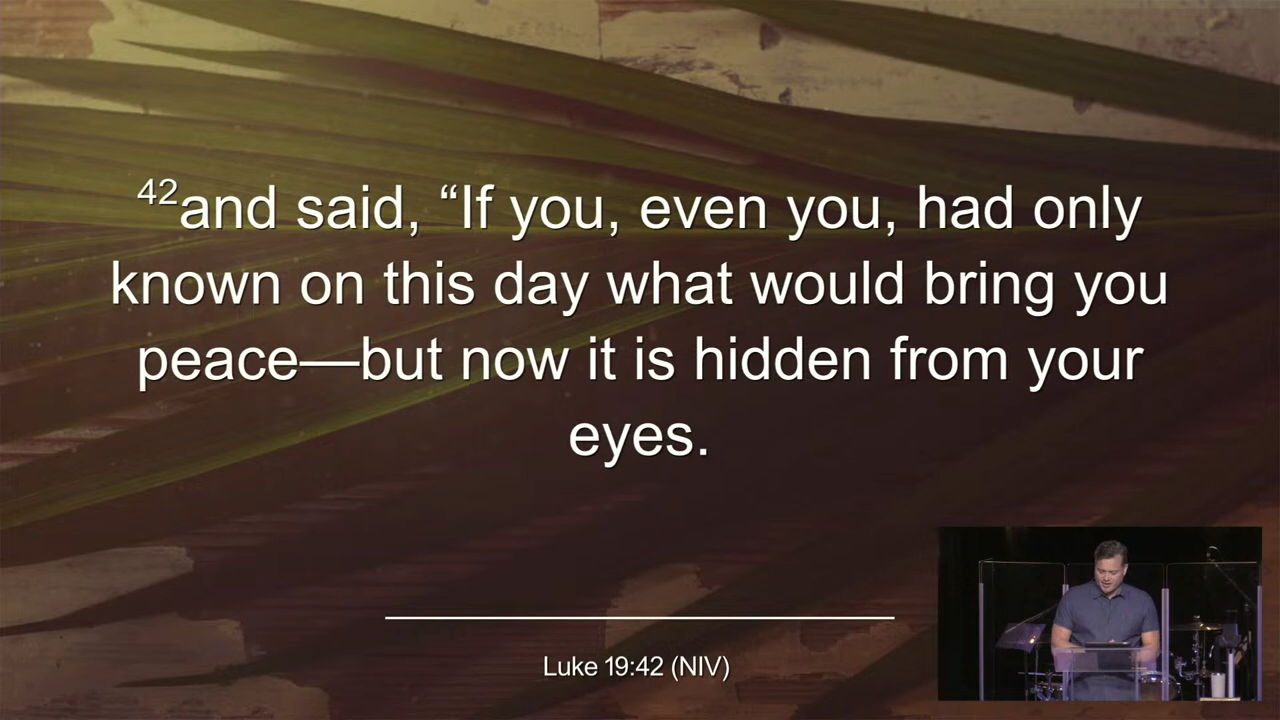 42and said, “If you, even you, had only
known on this day what would bring you
peace—but now it is hidden from your
eyes.
Luke 19:42 (NIV)